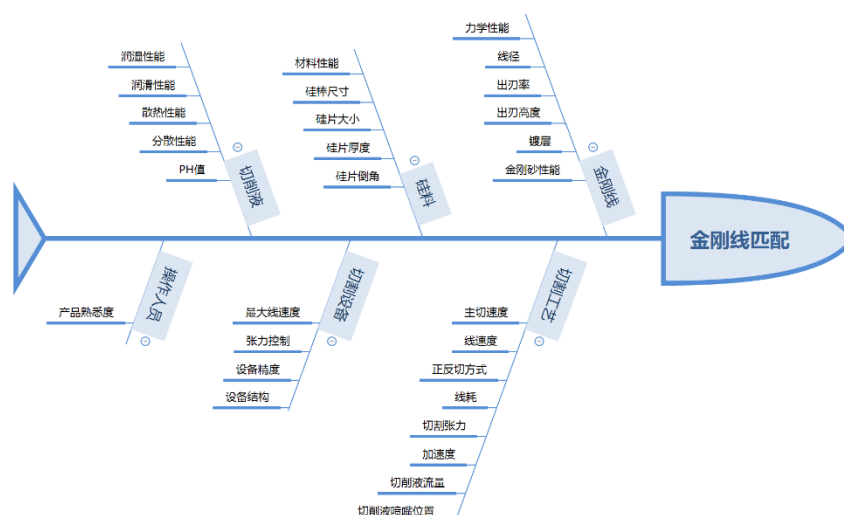 力学性能
线径
出刃率
出刃高度
镀层
金刚砂性能
金刚线
材料性能
硅棒尺寸
硅片大小
硅片厚度
硅片倒角
硅料
润湿性能
润滑性能
散热性能
分散性能
PH值
切削液
金刚线匹配
操作人员
产品熟悉度
切割设备
最大线速度
张力控制
设备精度
设备结构
切割工艺
主切速度
线速度
正反切方式
线耗
切割张力
加速度
切削液流量
切削液喷嘴位置